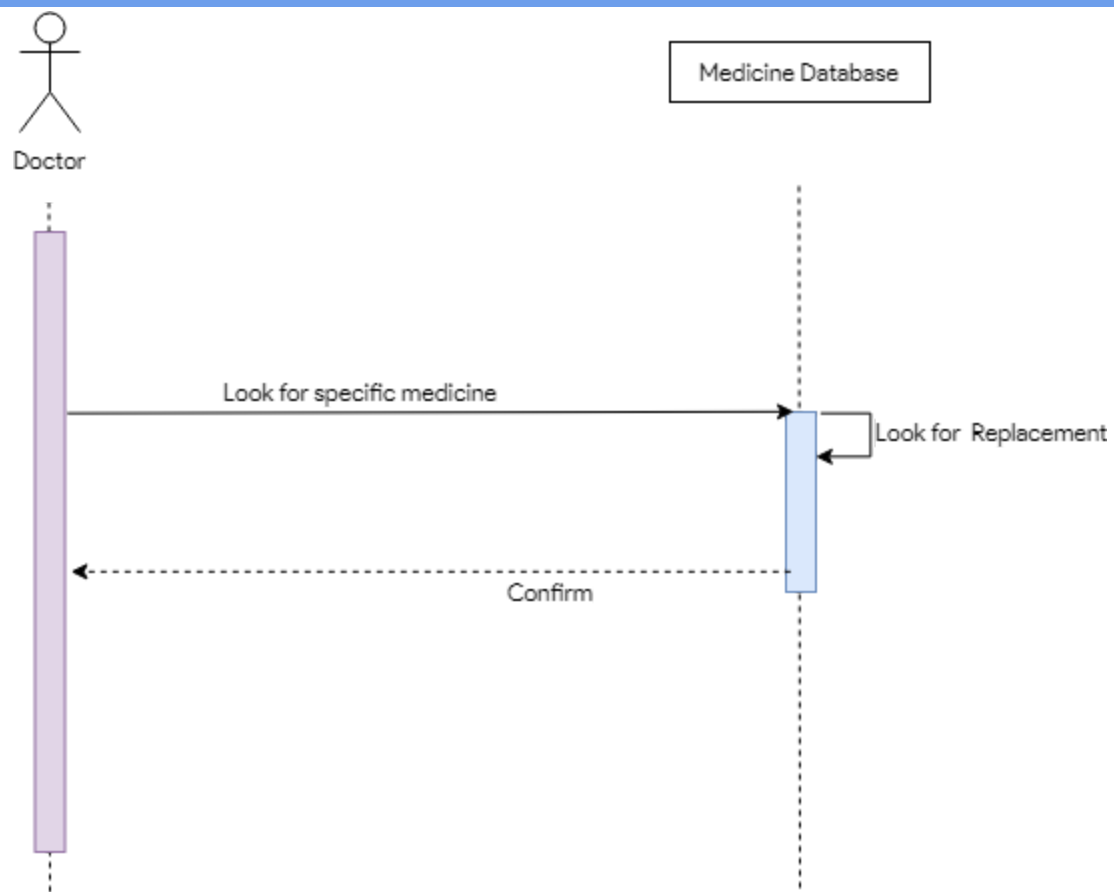 Doctor
Medicine Database
Look for specific medicine
Look for  Replacement
Confirm